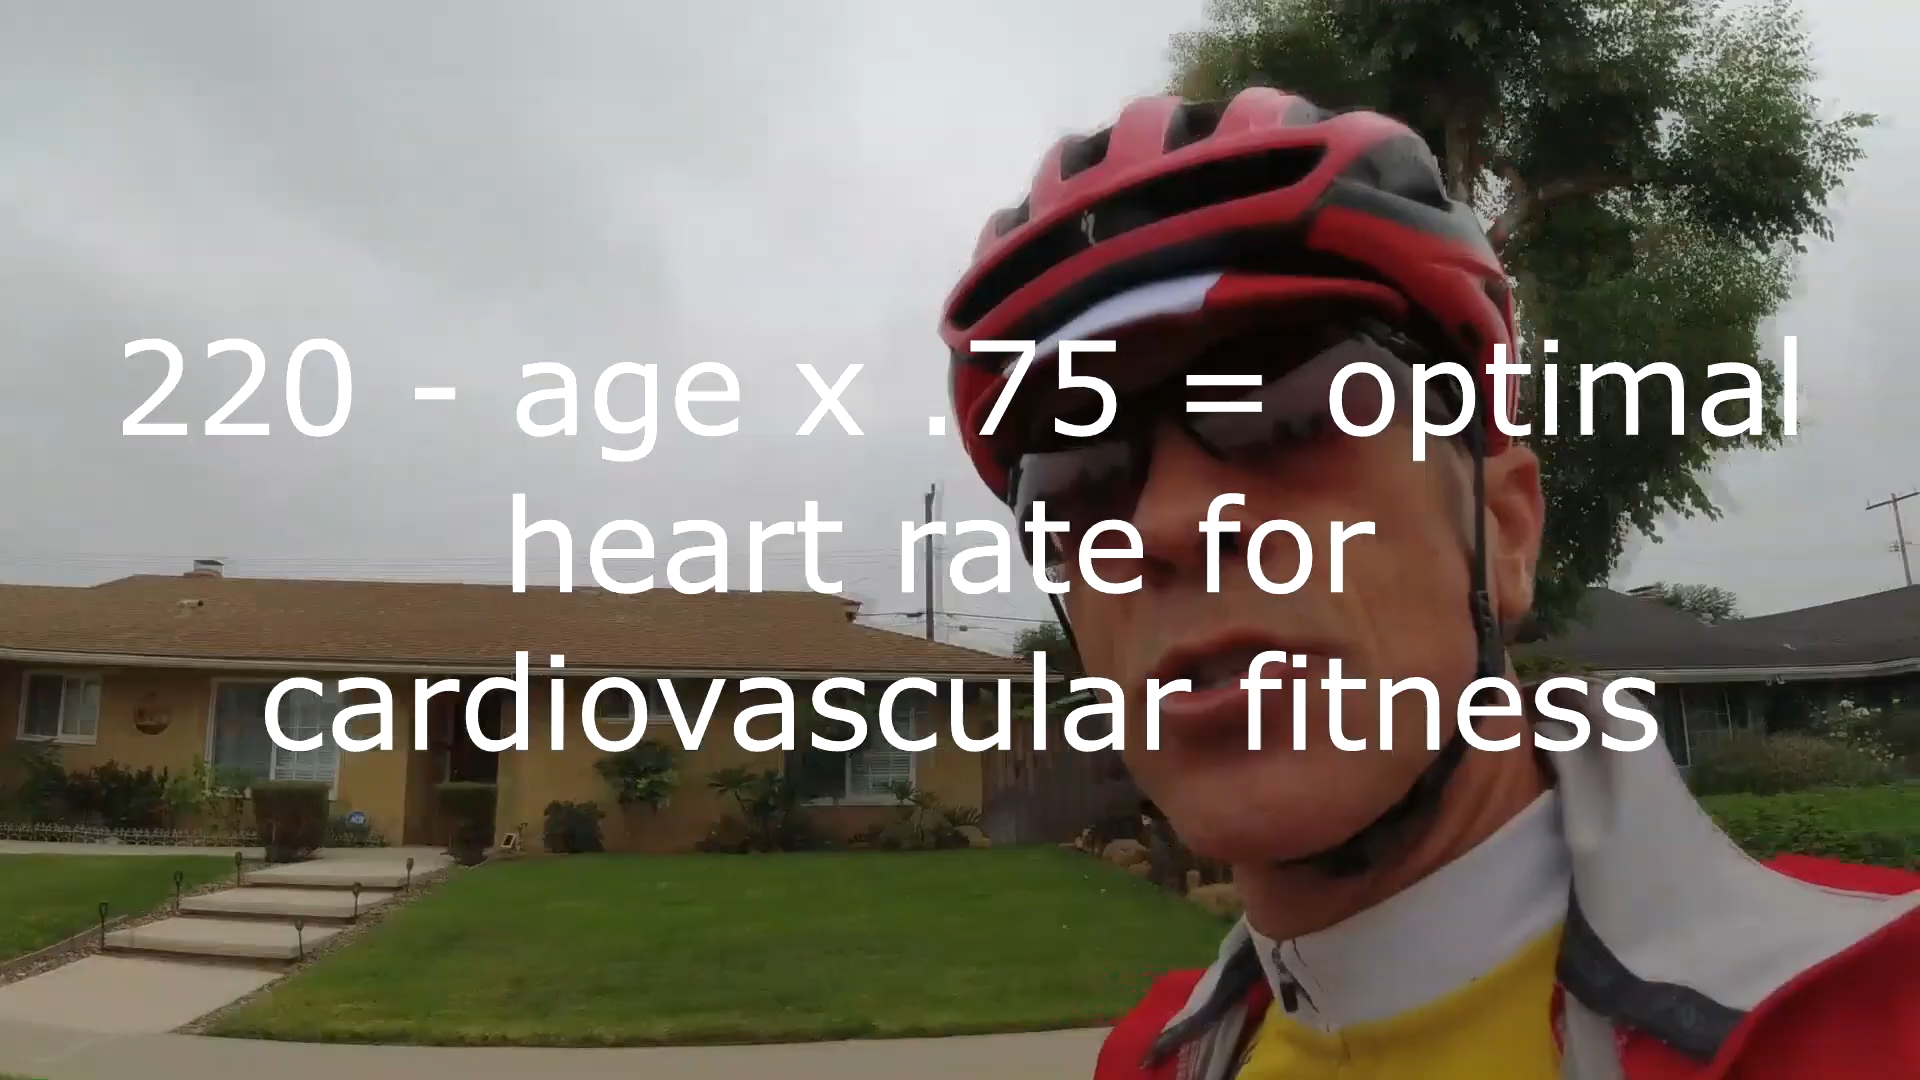 220 - age x .75 = optimal
heart rate for
cardiovascular fitness